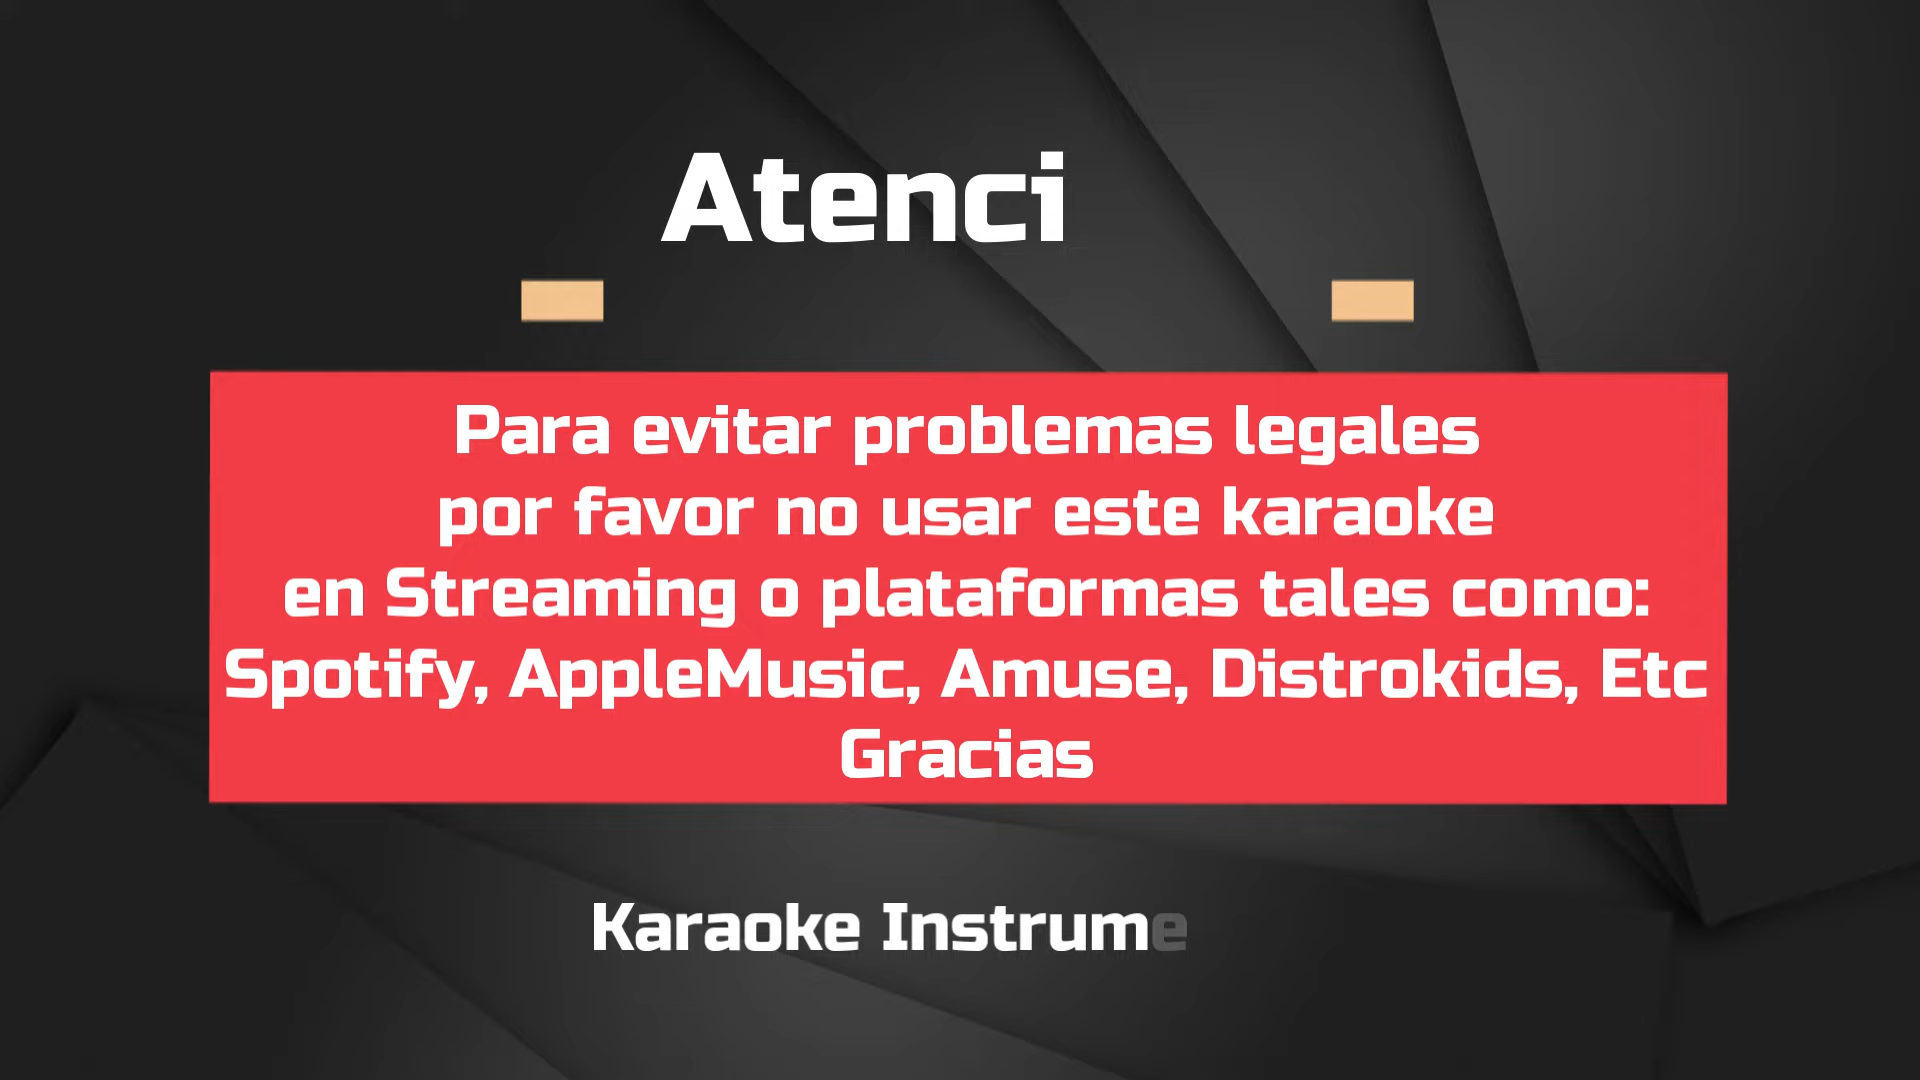 Atenci
Para evitar problemas legales
por favor no usar este karaoke
en Streaming o plataformas tales como:
Spotify, AppleMusic, Amuse, Distrokids, Etc
Gracias
Karaoke Instrume